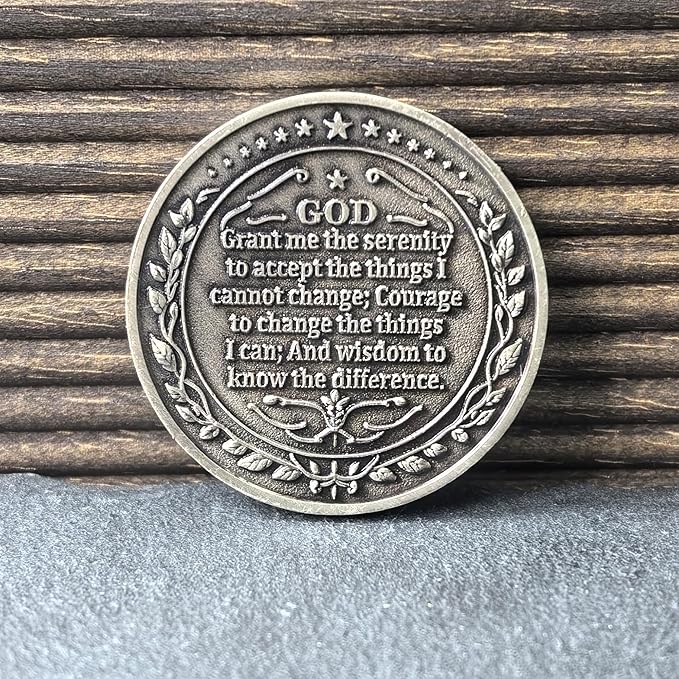 GOD
Grant me the serenity
to accept the things I
cannot change; Courage
to change the things
I can; And wisdom to
know the difference.